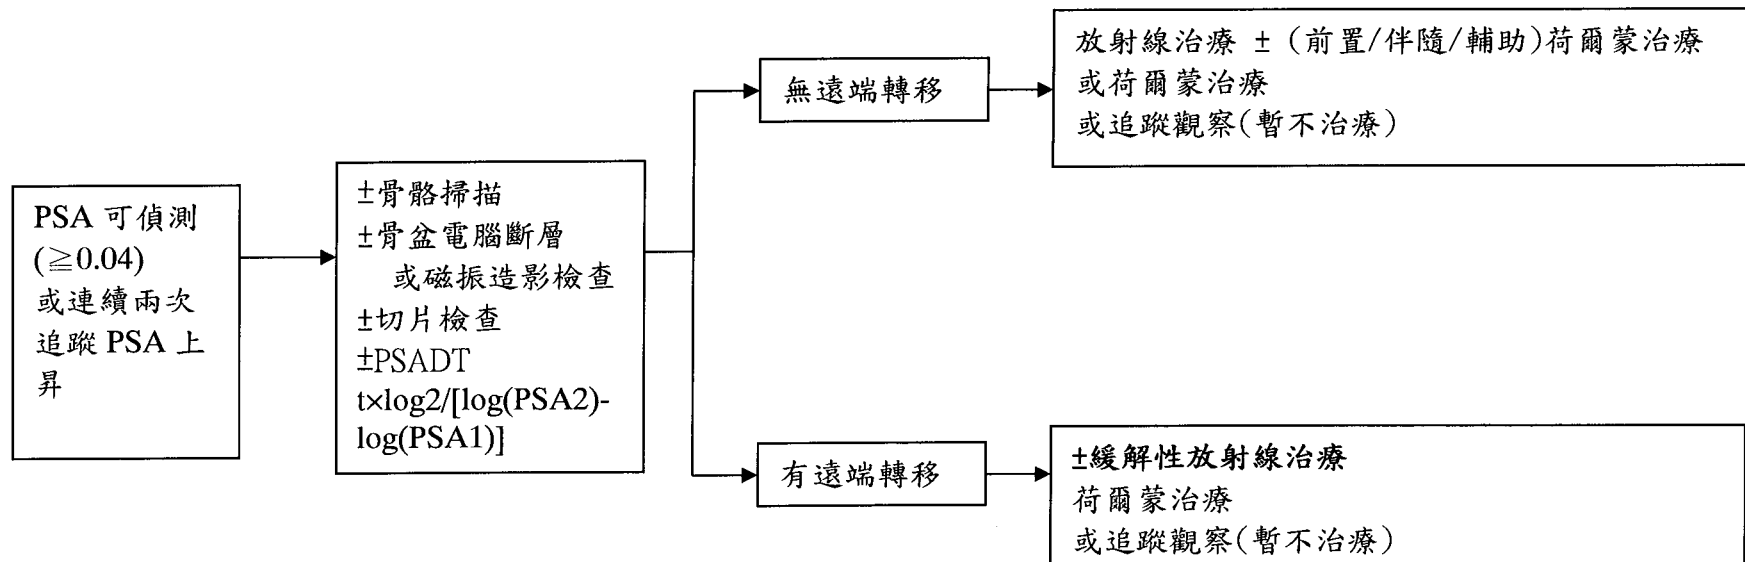 PSA 可偵測
(≧0.04)
或連續兩次
追蹤 PSA 上
昇
±骨骼掃描
±骨盆電腦斷層
或磁振造影檢查
±切片檢查
±PSADT
t×log2/[log(PSA2)-
log(PSA1)]
無遠端轉移
放射線治療 ± (前置/伴隨/輔助)荷爾蒙治療
或荷爾蒙治療
或追蹤觀察(暫不治療)
有遠端轉移
±緩解性放射線治療
荷爾蒙治療
或追蹤觀察(暫不治療)